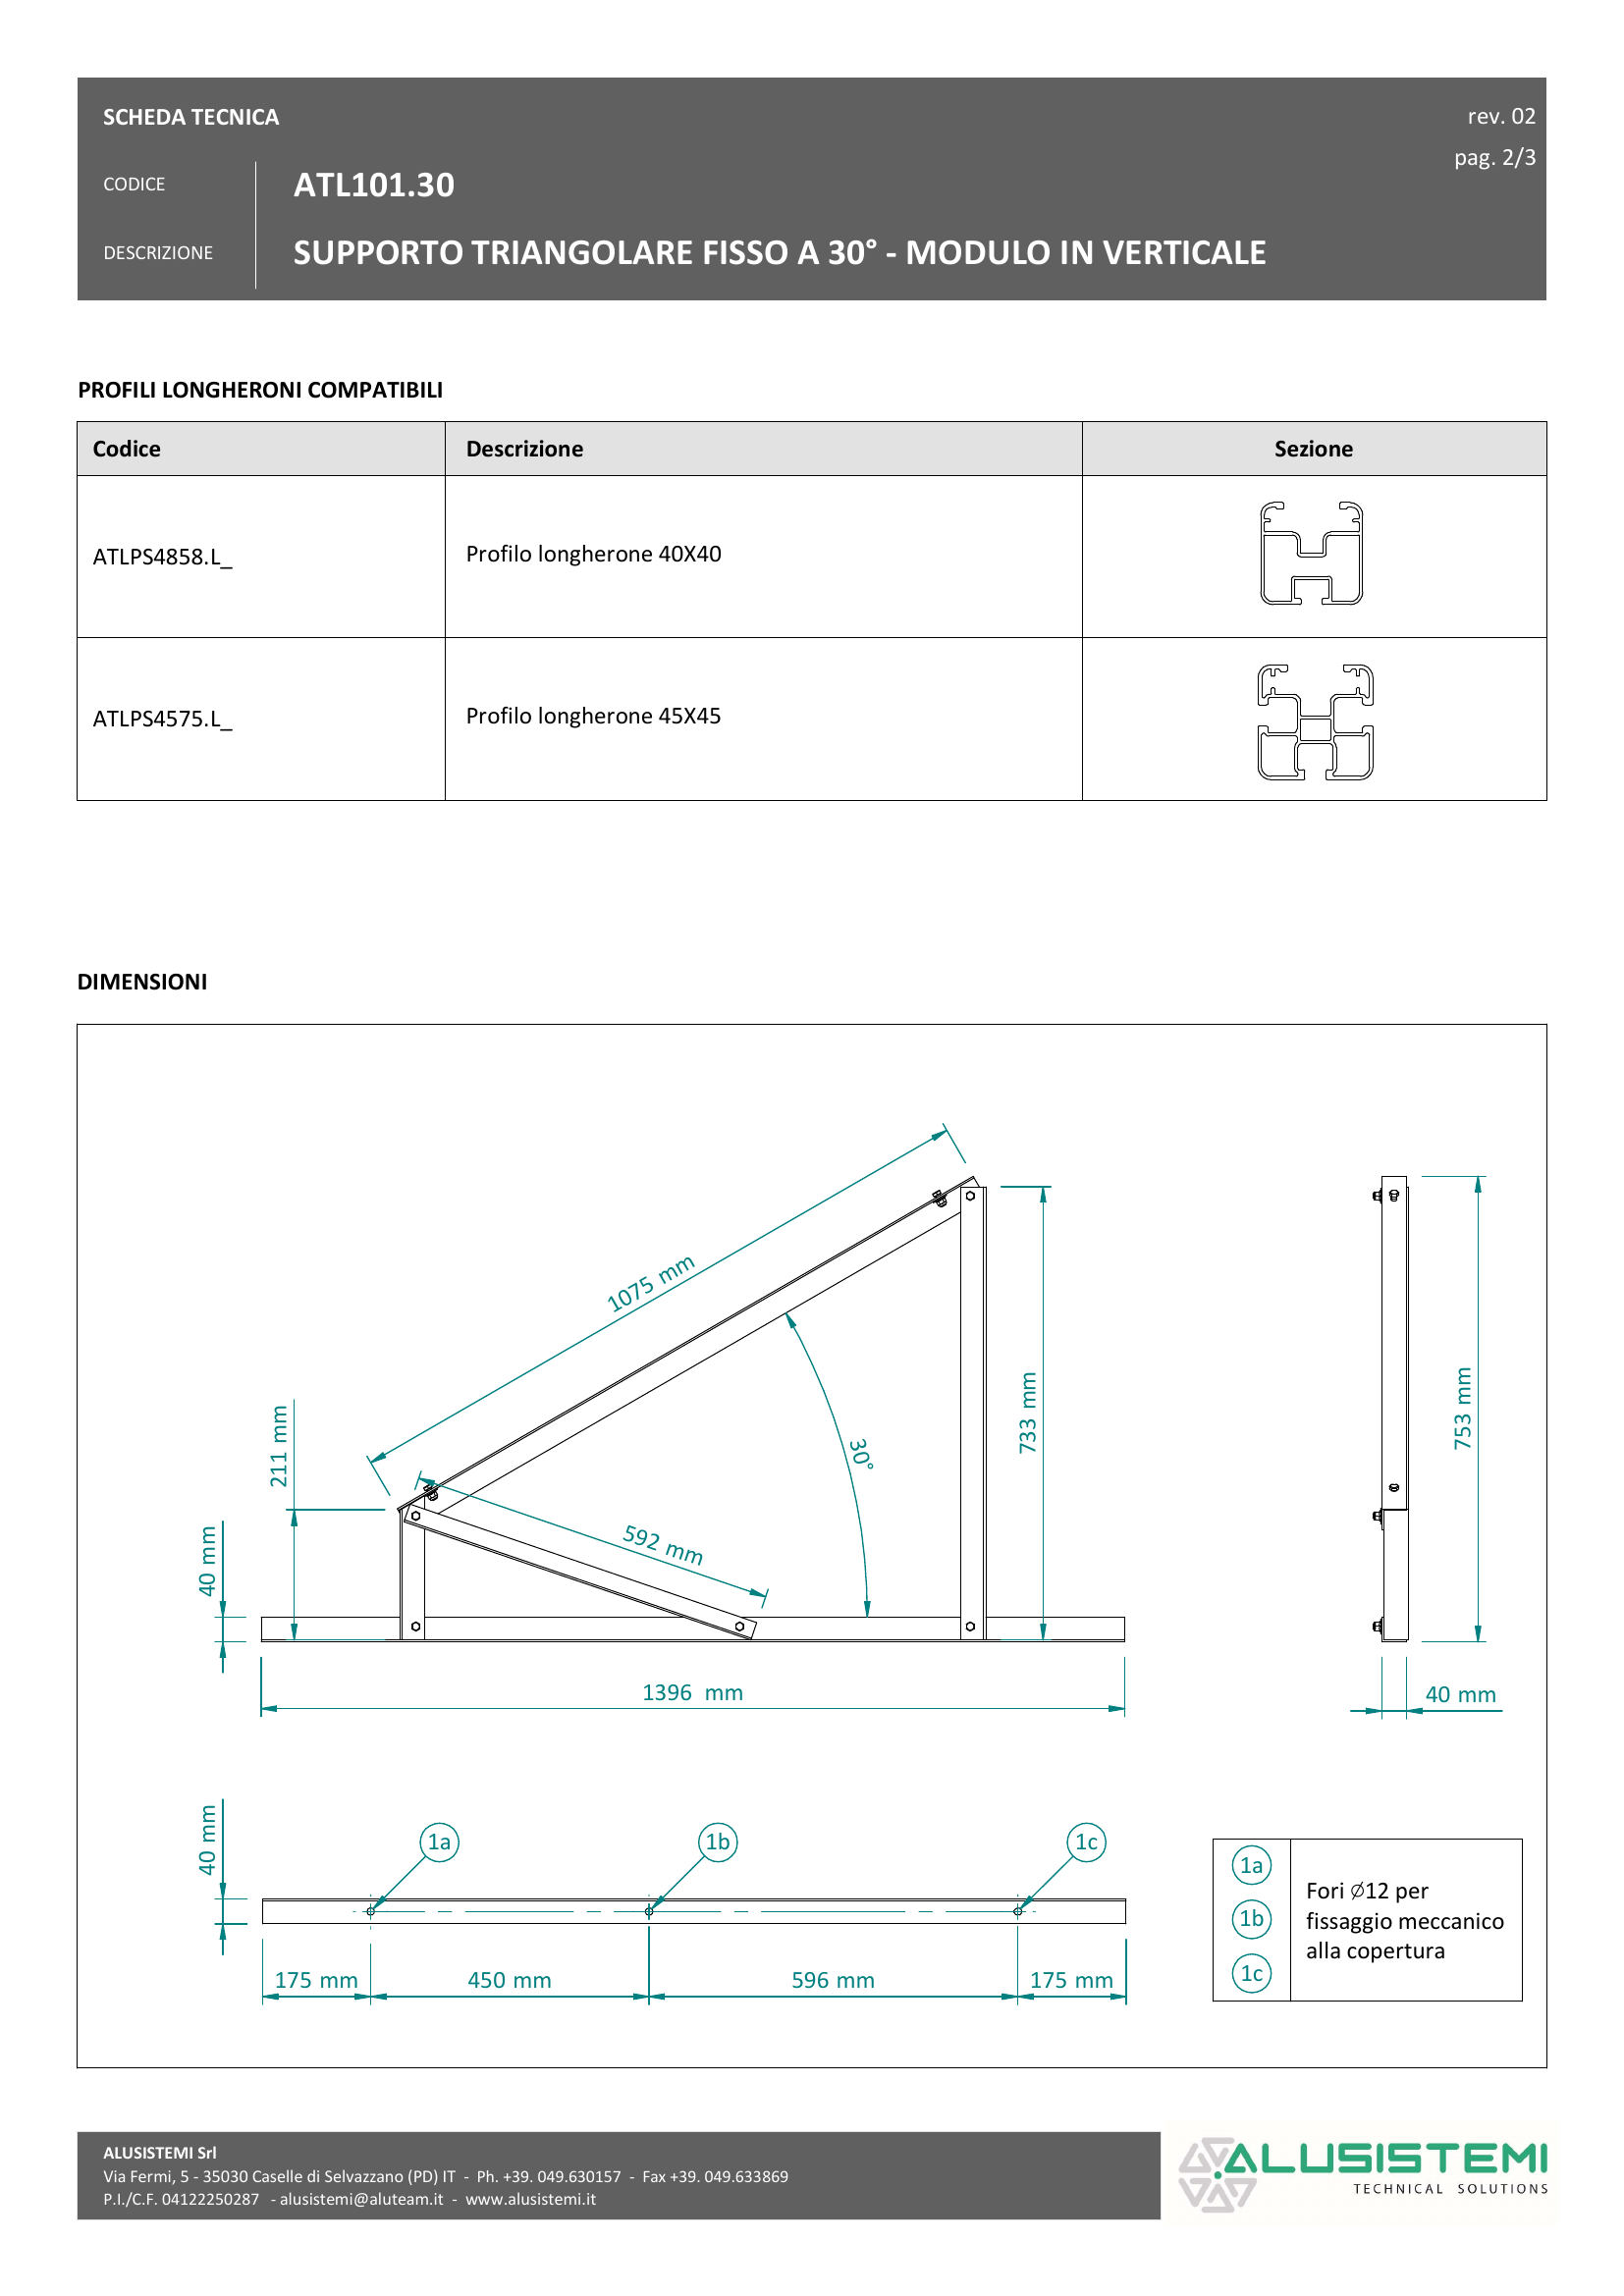 SCHEDA TECNICA
rev. 02
pag. 2/3
CODICE
ATL101.30
DESCRIZIONE
SUPPORTO TRIANGOLARE FISSO A 30° - MODULO IN VERTICALE
PROFILI LONGHERONI COMPATIBILI
Codice Descrizione Sezione
ATLPS4858.L_ Profilo longherone 40X40
ATLPS4575.L_ Profilo longherone 45X45
DIMENSIONI
1075 mm
211 mm
40 mm
592 mm
30°
733 mm
753 mm
1396 mm
40 mm
40 mm
1a
1b
1c
175 mm
450 mm
596 mm
175 mm
1a
1b
1c
Fori ∅12 per
fissaggio meccanico
alla copertura
ALUSISTEMI Srl
Via Fermi, 5 - 35030 Caselle di Selvazzano (PD) IT - Ph. +39. 049.630157 - Fax +39. 049.633869
P.I./C.F. 04122250287 - alusistemi@aluteam.it - www.alusistemi.it
ALUSISTEMI
TECHNICAL SOLUTIONS